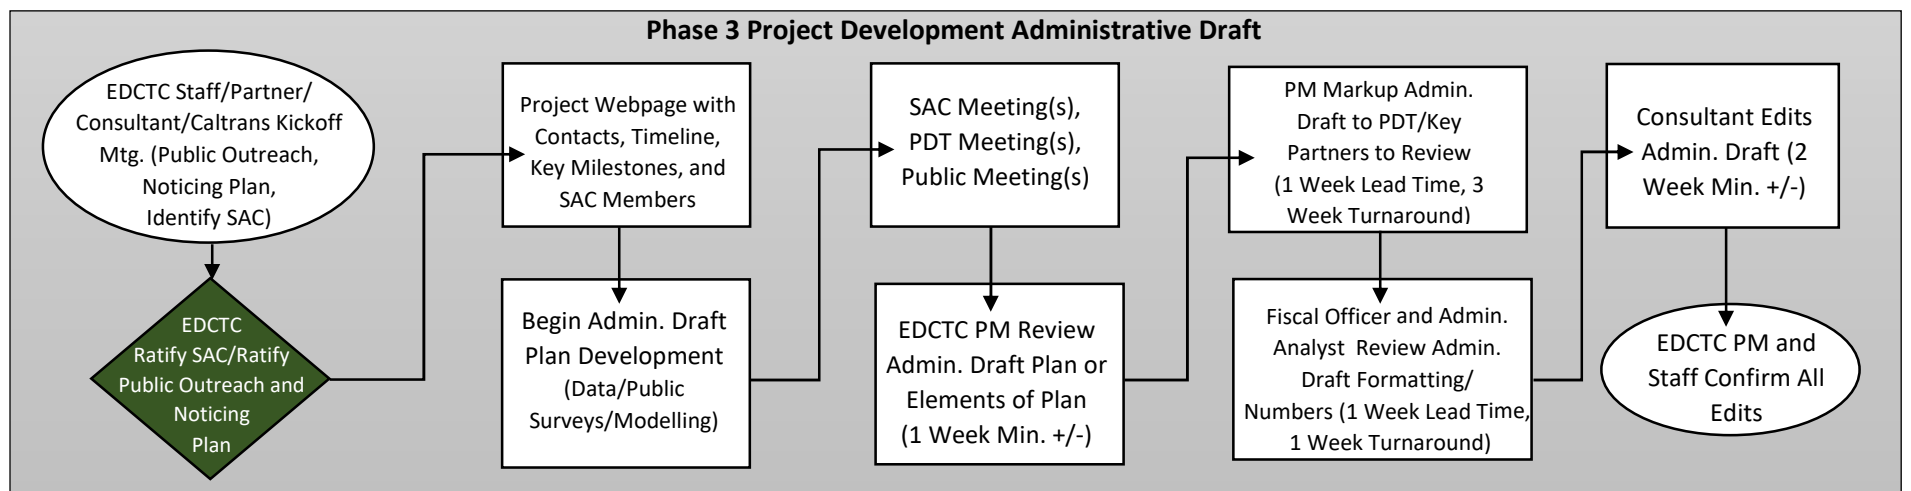 Phase 3 Project Development Administrative Draft
EDCTC Staff/Partner/
Consultant/Caltrans Kickoff
Mtg. (Public Outreach,
Noticing Plan,
Identify SAC)
EDCTC
Ratify SAC/Ratify
Public Outreach and
Noticing
Plan
Project Webpage with
Contacts, Timeline,
Key Milestones, and
SAC Members
Begin Admin. Draft
Plan Development
(Data/Public
Surveys/Modelling)
SAC Meeting(s),
PDT Meeting(s),
Public Meeting(s)
EDCTC PM Review
Admin. Draft Plan or
Elements of Plan
(1 Week Min. +/-)
PM Markup Admin.
Draft to PDT/Key
Partners to Review
(1 Week Lead Time, 3
Week Turnaround)
Fiscal Officer and Admin.
Analyst Review Admin.
Draft Formatting/
Numbers (1 Week Lead Time,
1 Week Turnaround)
Consultant Edits
Admin. Draft (2
Week Min. +/-)
EDCTC PM and
Staff Confirm All
Edits